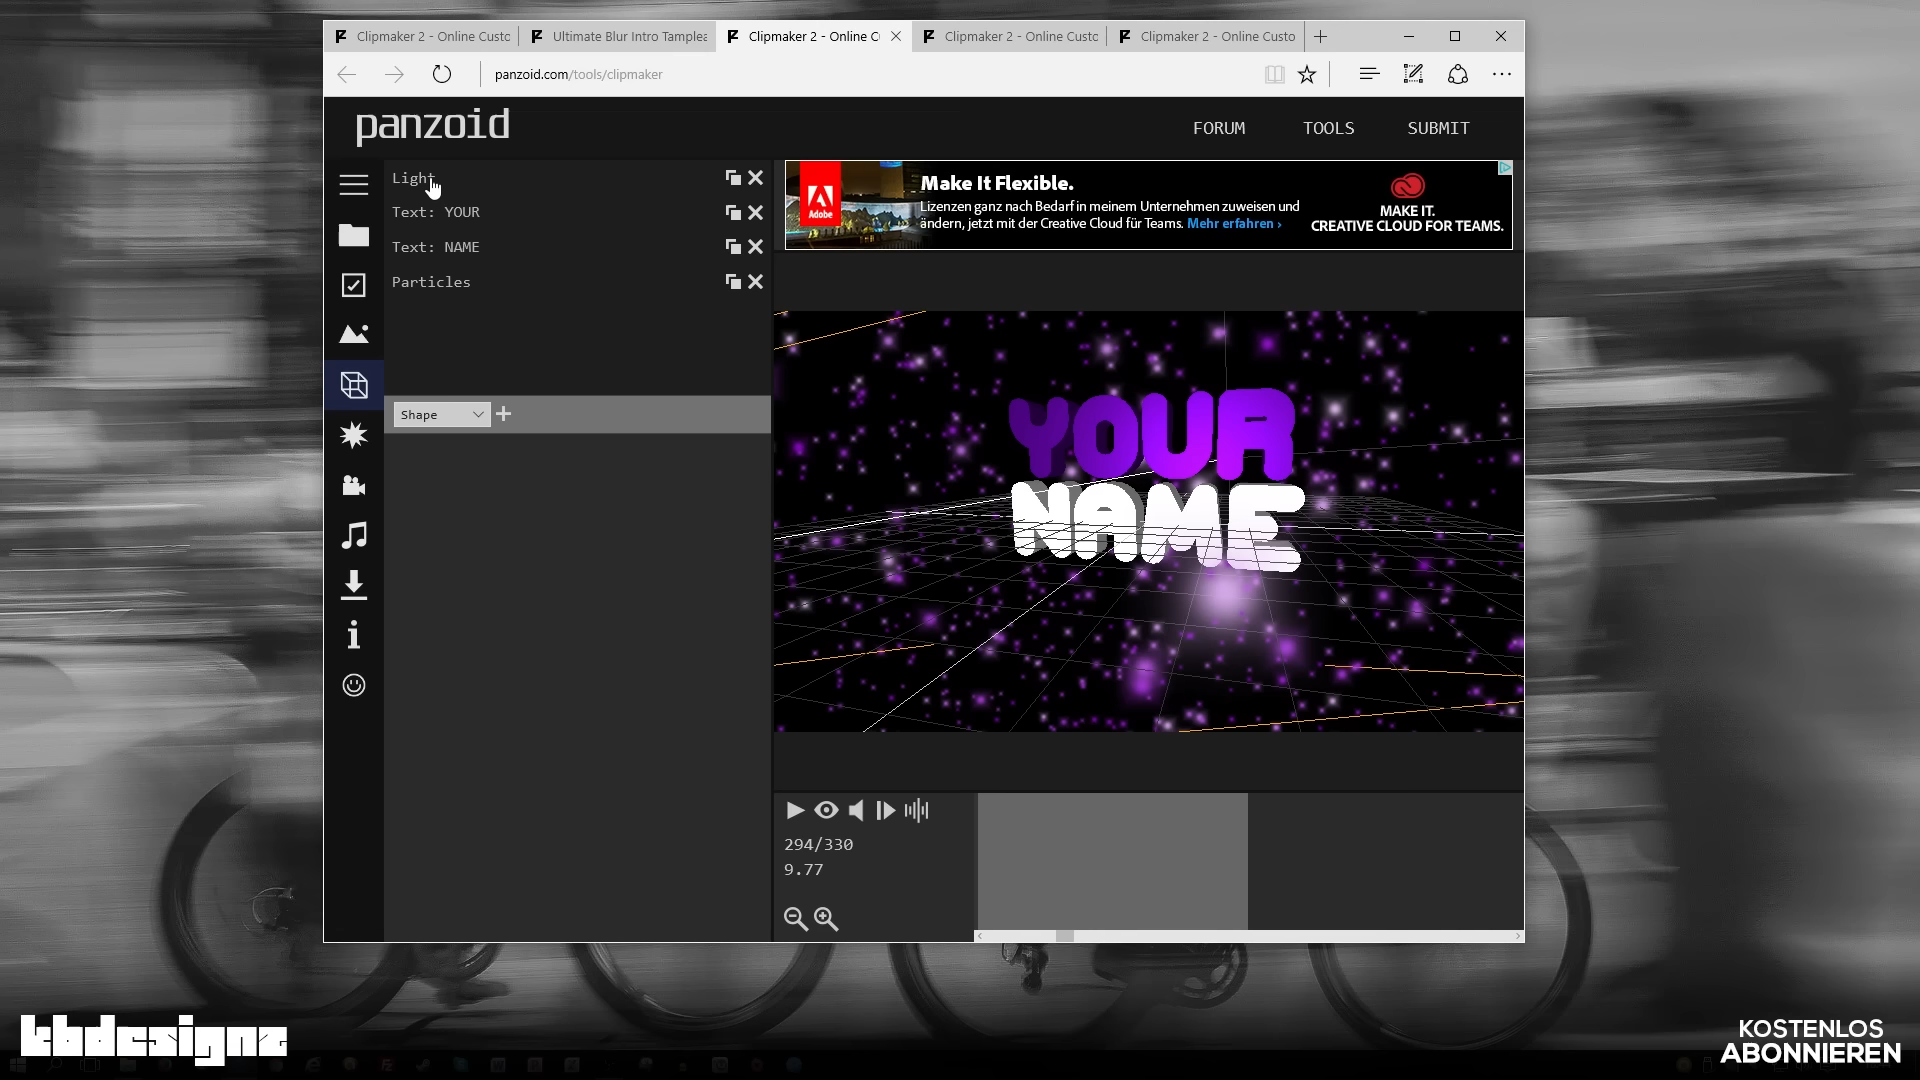 Clipmaker 2 - Online Custo
Ultimate Blur Intro Tamplea
Clipmaker 2 - Online C
Clipmaker 2 - Online Custo
Clipmaker 2 - Online Custo
panzoid.com/tools/clipmaker
panzoid
FORUM
TOOLS
SUBMIT
Light
Text: YOUR
Text: NAME
Particles
Shape
Adobe
Make It Flexible.
Lizenzen ganz nach Bedarf in meinem Unternehmen zuweisen und
ändern, jetzt mit der Creative Cloud für Teams. Mehr erfahren ›
MAKE IT.
CREATIVE CLOUD FOR TEAMS.
YOUR
NAME
294/330
9.77
kbdesignz
KOSTENLOS
ABONNIEREN